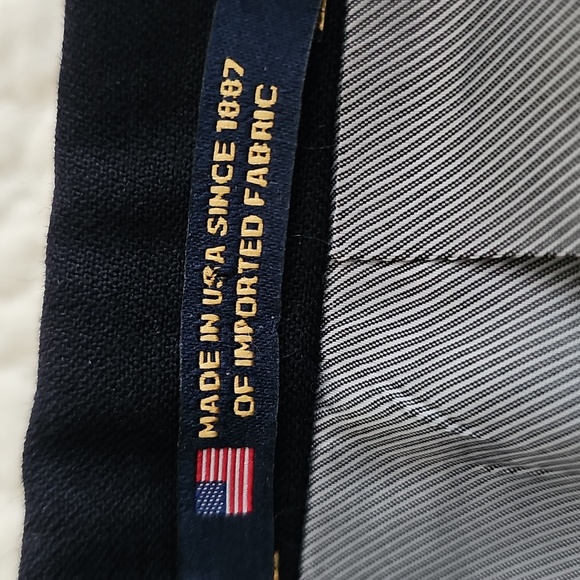 MADE IN USA SINCE 1887
OF IMPORTED FABRIC